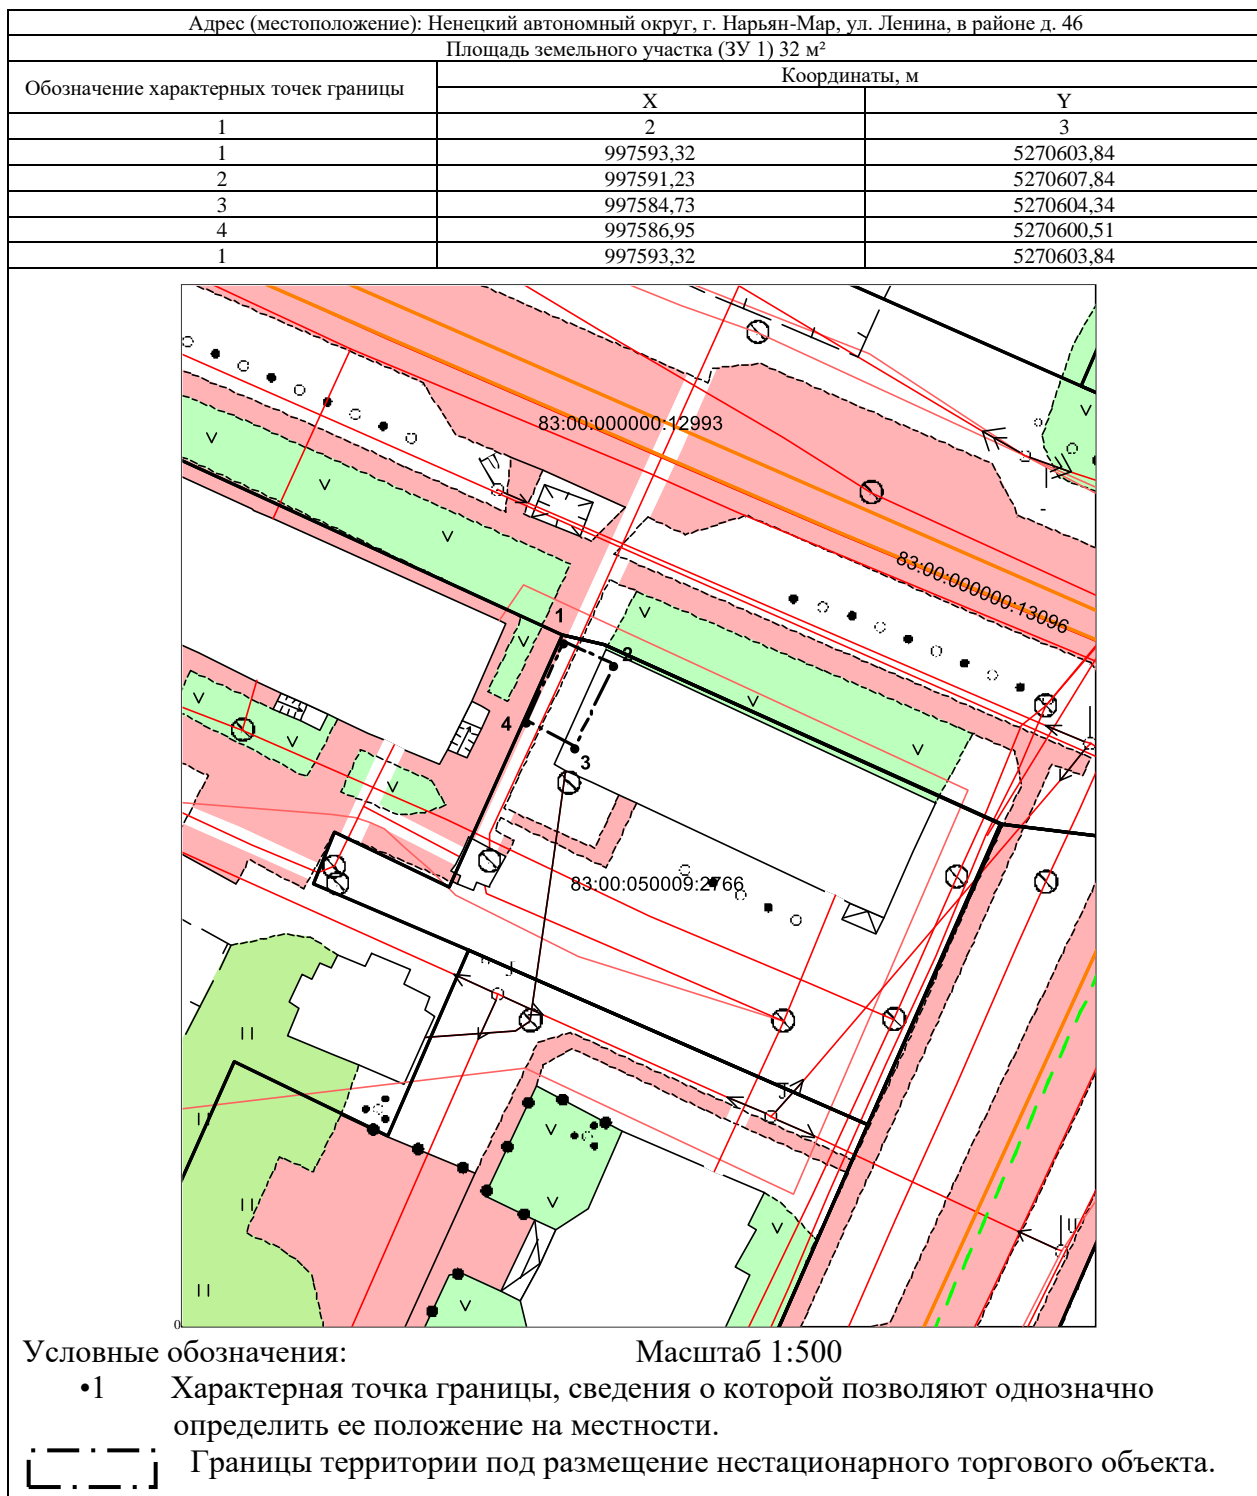 Адрес (местоположение): Ненецкий автономный округ, г. Нарьян-Мар, ул. Ленина, в районе д. 46
Площадь земельного участка (ЗУ 1) 32 м²
Обозначение характерных точек границы
Координаты, м
X Y
1 2 3
1 997593,32 5270603,84
2 997591,23 5270607,84
3 997584,73 5270604,34
4 997586,95 5270600,51
1 997593,32 5270603,84
83:00:000000:12993
83:00:000000:13096
1
2
4
3
83:00:050009:2766
0
Условные обозначения: Масштаб 1:500
•1 Характерная точка границы, сведения о которой позволяют однозначно
определить ее положение на местности.
Границы территории под размещение нестационарного торгового объекта.